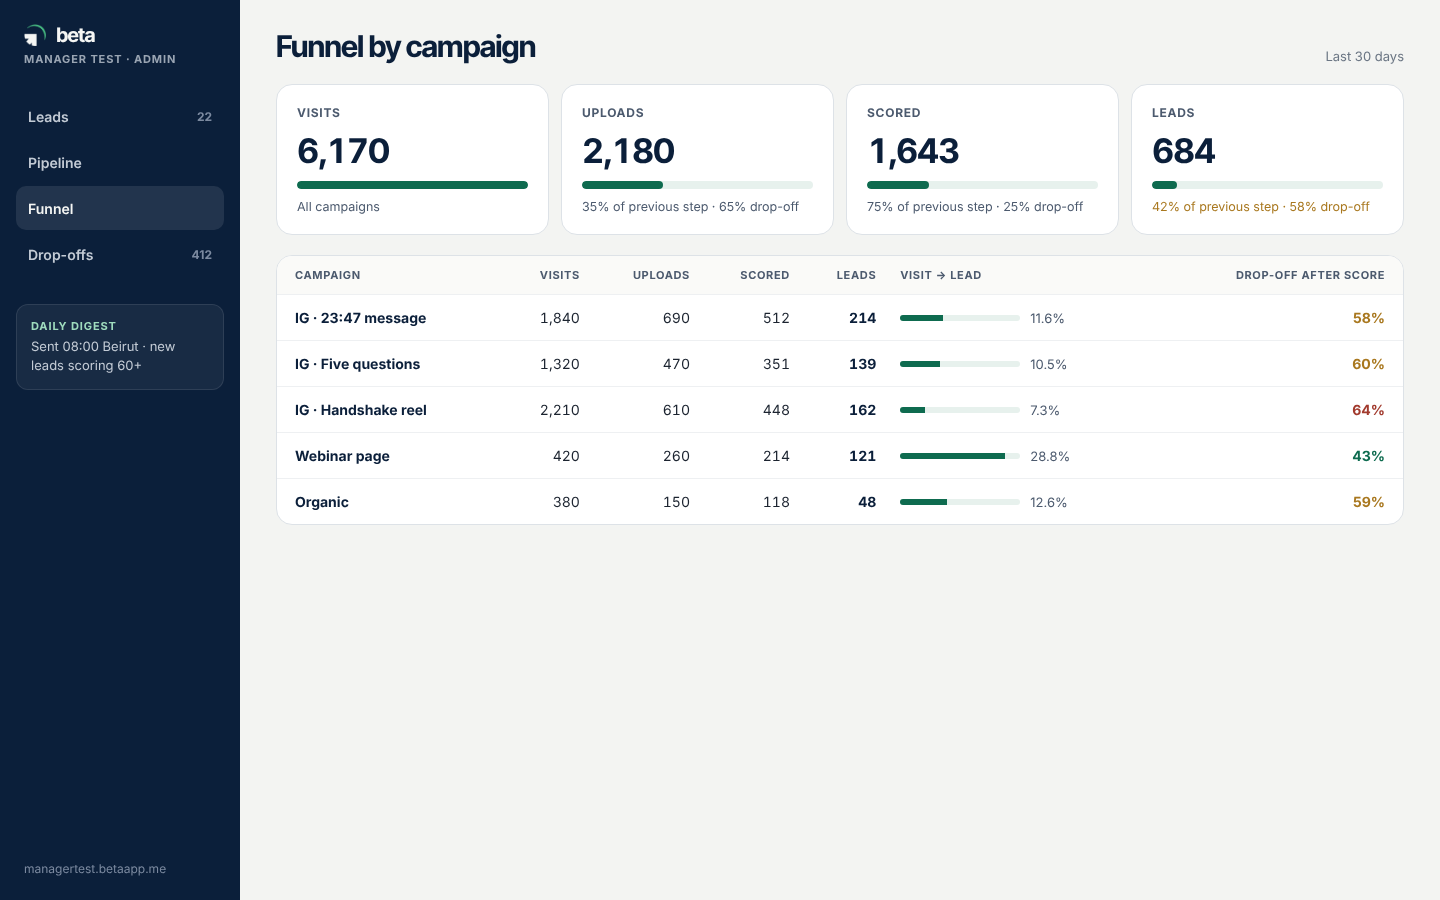 beta
MANAGER TEST · ADMIN
Leads 22
Pipeline
Funnel
Drop-offs 412
DAILY DIGEST
Sent 08:00 Beirut · new
leads scoring 60+
managertest.betaapp.me
Funnel by campaign
Last 30 days
VISITS
6,170
All campaigns
UPLOADS
2,180
35% of previous step · 65% drop-off
SCORED
1,643
75% of previous step · 25% drop-off
LEADS
684
42% of previous step · 58% drop-off
CAMPAIGN VISITS UPLOADS SCORED LEADS VISIT → LEAD DROP-OFF AFTER SCORE
IG · 23:47 message 1,840 690 512 214 11.6% 58%
IG · Five questions 1,320 470 351 139 10.5% 60%
IG · Handshake reel 2,210 610 448 162 7.3% 64%
Webinar page 420 260 214 121 28.8% 43%
Organic 380 150 118 48 12.6% 59%